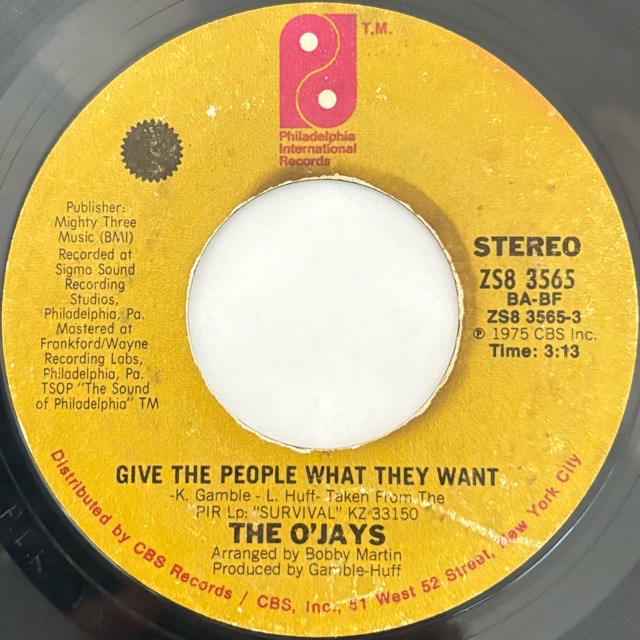 T.M.
Philadelphia
International
Records
Publisher:
Mighty Three
Music (BMI)
Recorded at
Sigma Sound
Recording
Studios,
Philadelphia, Pa.
Mastered at
Frankford/Wayne
Recording Labs,
Philadelphia, Pa.
TSOP "The Sound
of Philadelphia" TM
STEREO
ZS8 3565
BA-BF
ZS8 3565-3
℗ 1975 CBS Inc.
Time: 3:13
GIVE THE PEOPLE WHAT THEY WANT
-K. Gamble - L. Huff- Taken From The
PIR Lp: "SURVIVAL" KZ 33150
THE O'JAYS
Arranged by Bobby Martin
Produced by Gamble-Huff
Distributed by CBS Records / CBS, Inc., 51 West 52 Street, New York City